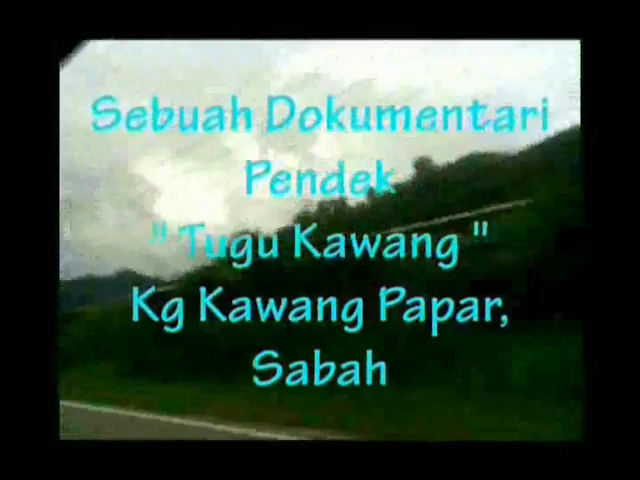 Sebuah Dokumentari
Pendek
" Tugu Kawang "
Kg Kawang Papar,
Sabah